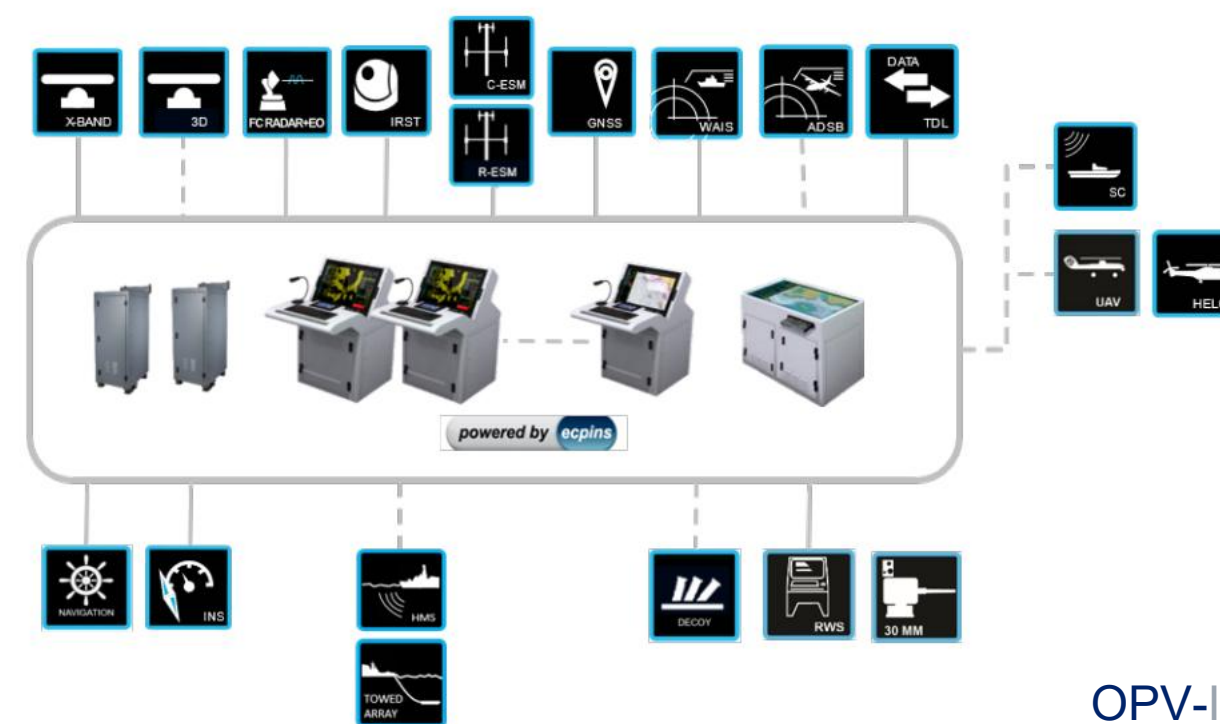 X-BAND
3D
FC RADAR+EO
IRST
C-ESM
R-ESM
GNSS
WAIS
ADSB
DATA
TDL
SC
UAV
powered by ecpins
NAVIGATION
INS
HMS
TOWED
ARRAY
DECOY
RWS
30 MM